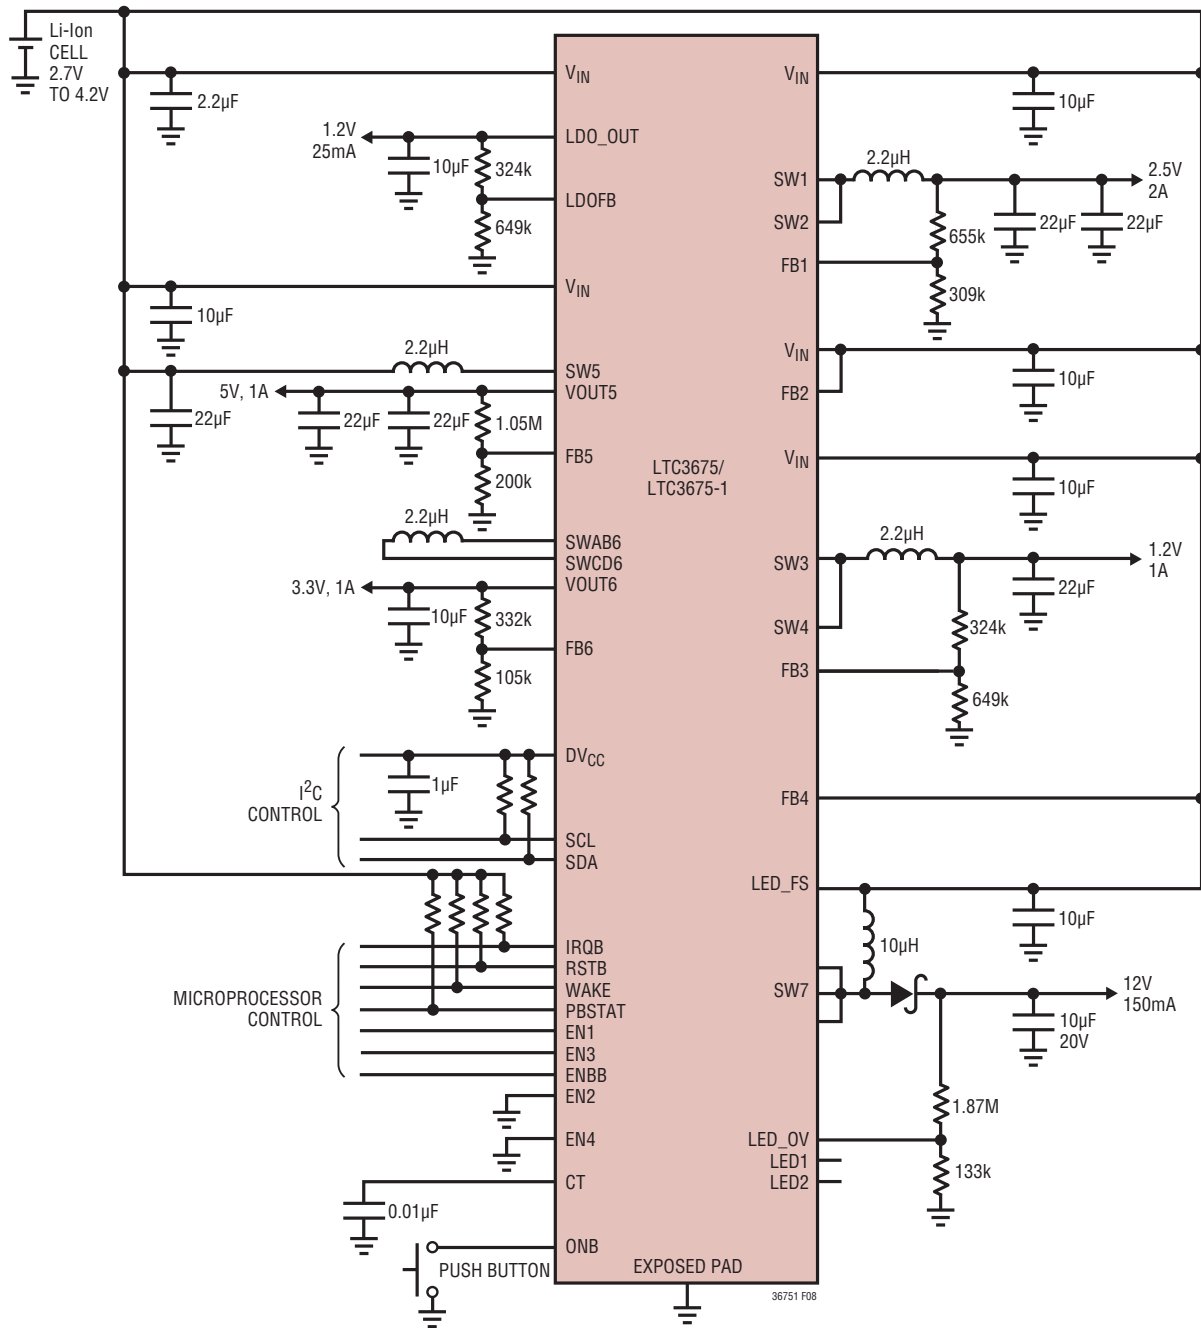 Li-Ion
CELL
2.7V
TO 4.2V
2.2µF
1.2V
25mA
10µF
324k
649k
10µF
2.2µH
22µF
5V, 1A
22µF
22µF
1.05M
200k
2.2µH
3.3V, 1A
10µF
332k
105k
I²C
CONTROL
1µF
MICROPROCESSOR
CONTROL
0.01µF
PUSH BUTTON
VIN
LDO_OUT
LDOFB
VIN
SW5
VOUT5
FB5
SWAB6
SWCD6
VOUT6
FB6
DVCC
SCL
SDA
IRQB
RSTB
WAKE
PBSTAT
EN1
EN3
ENBB
EN2
EN4
CT
ONB
LTC3675/
LTC3675-1
EXPOSED PAD
VIN
SW1
SW2
FB1
VIN
FB2
VIN
SW3
SW4
FB3
FB4
LED_FS
SW7
LED_OV
LED1
LED2
10µF
2.2µH
2.5V
2A
22µF
22µF
655k
309k
10µF
10µF
2.2µH
1.2V
1A
22µF
324k
649k
10µF
10µH
12V
150mA
10µF
20V
1.87M
133k
36751 F08